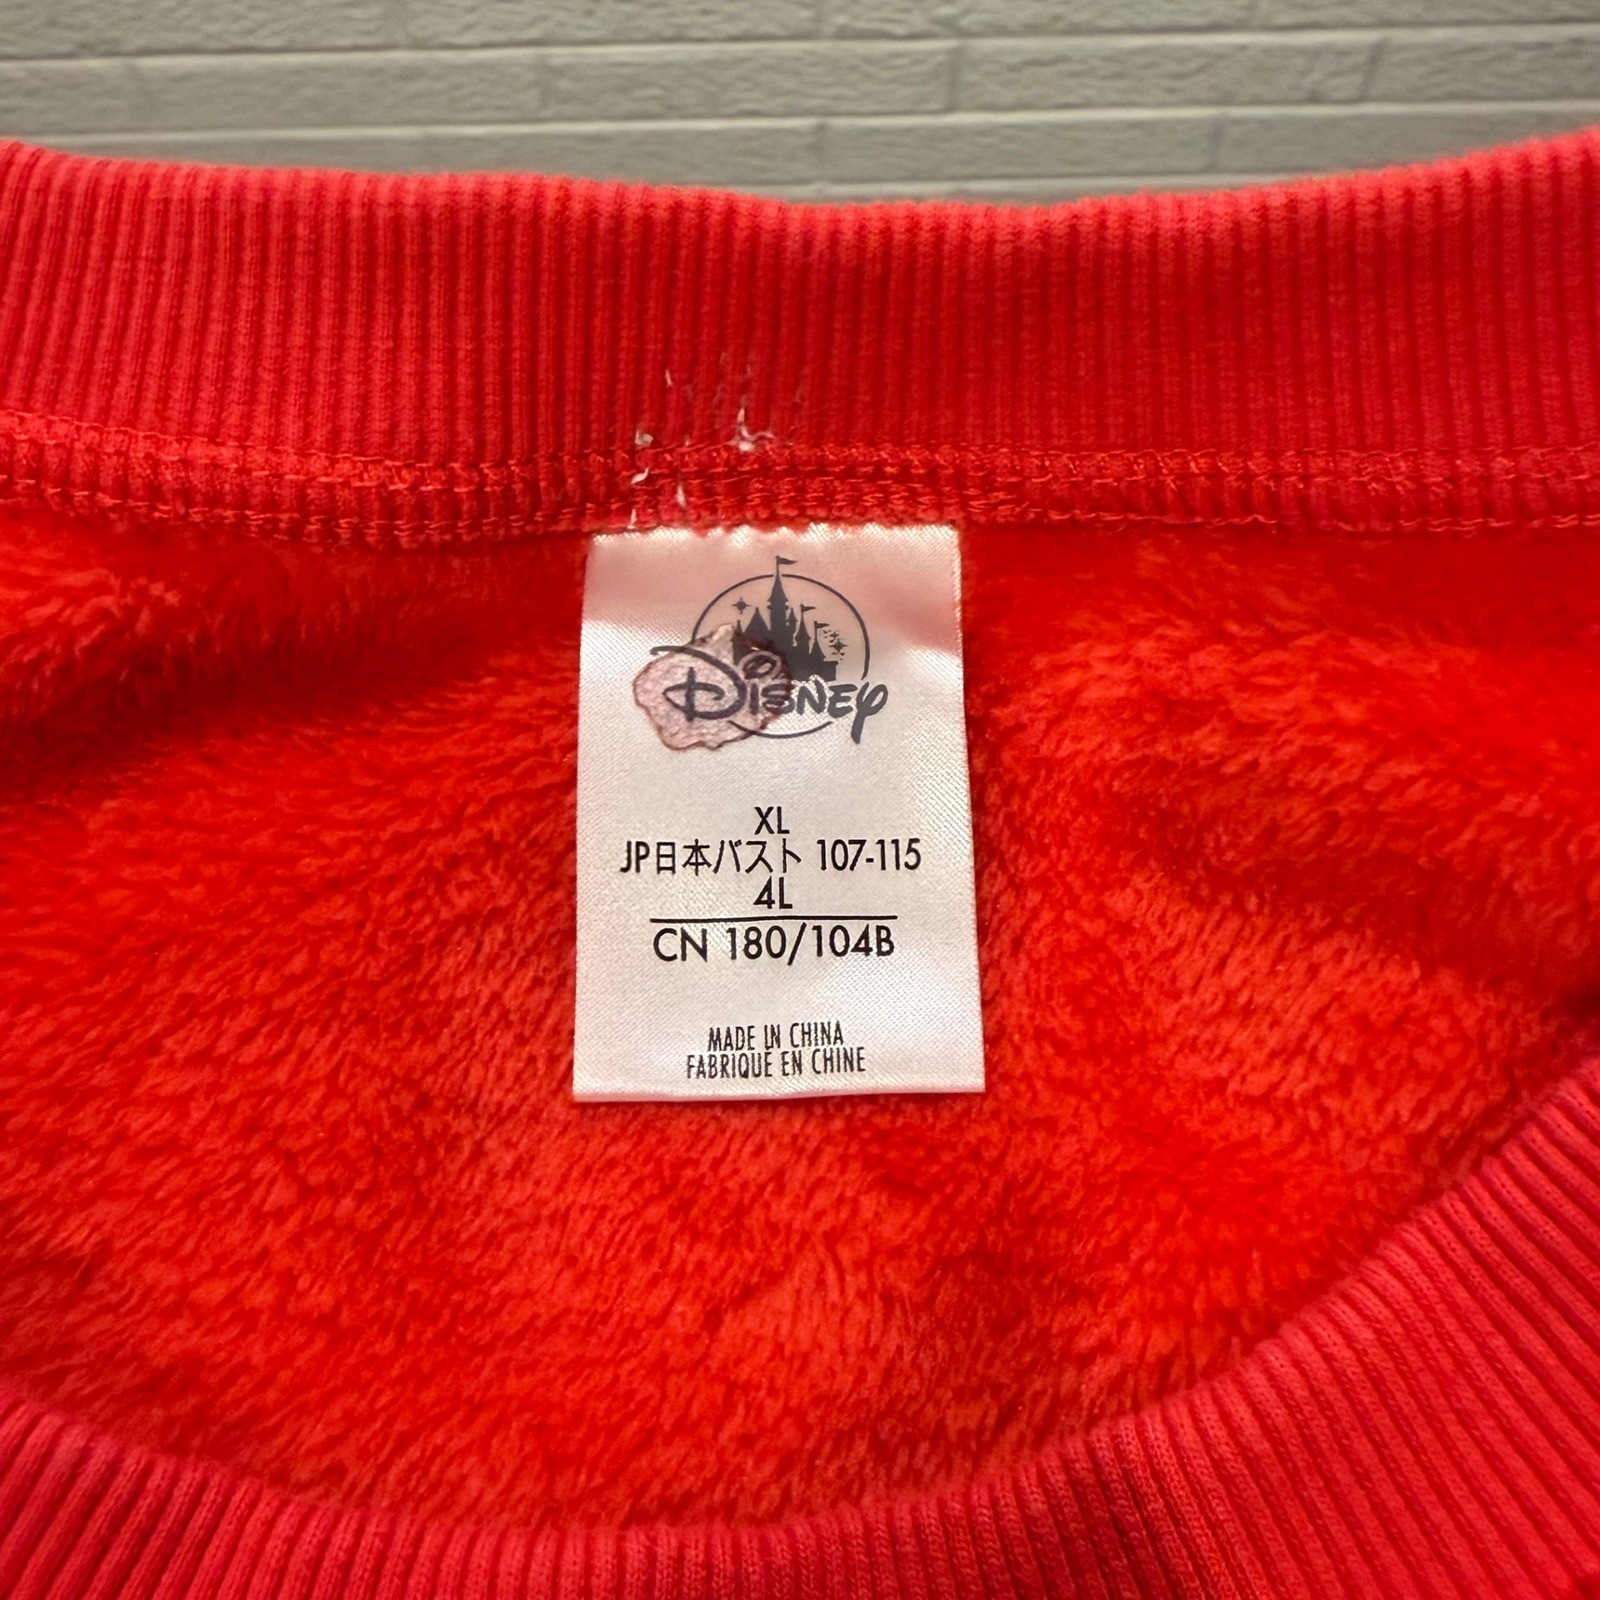 Disney
XL
JP日本バスト 107-115
4L
CN 180/104B
MADE IN CHINA
FABRIQUÉ EN CHINE